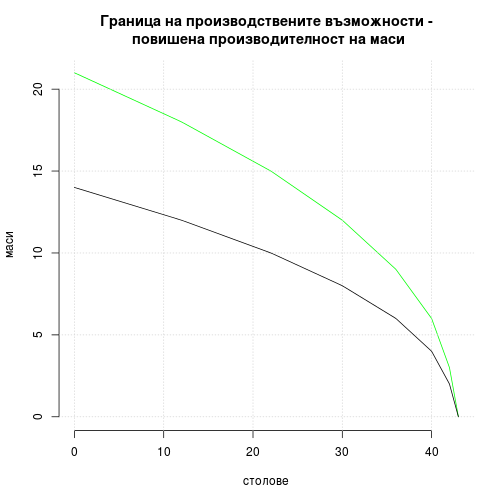 Граница на производствените възможности -
повишена производителност на маси
20
15
10
5
0
маси
0 10 20 30 40
столове